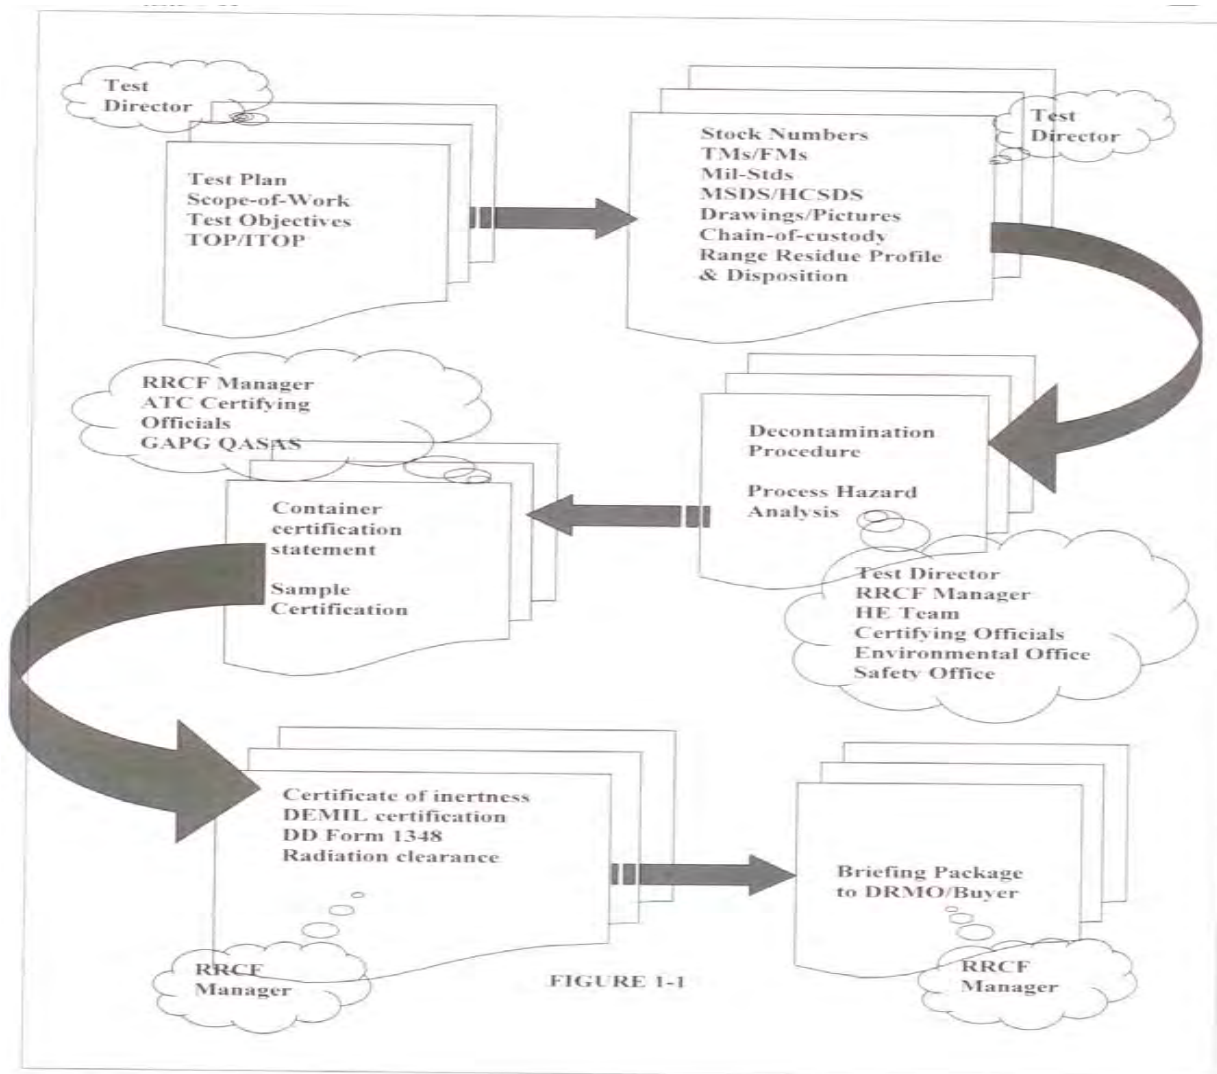 Test
Director
Test Plan
Scope-of-Work
Test Objectives
TOP/ITOP
Stock Numbers
TMs/FMs
Mil-Stds
MSDS/HCSDS
Drawings/Pictures
Chain-of-custody
Range Residue Profile
& Disposition
Test
Director
RRCF Manager
ATC Certifying
Officials
GAPG QASAS
Container
certification
statement
Sample
Certification
Decontamination
Procedure
Process Hazard
Analysis
Test Director
RRCF Manager
HE Team
Certifying Officials
Environmental Office
Safety Office
Certificate of inertness
DEMIL certification
DD Form 1348
Radiation clearance
RRCF
Manager
Briefing Package
to DRMO/Buyer
RRCF
Manager
FIGURE 1-1